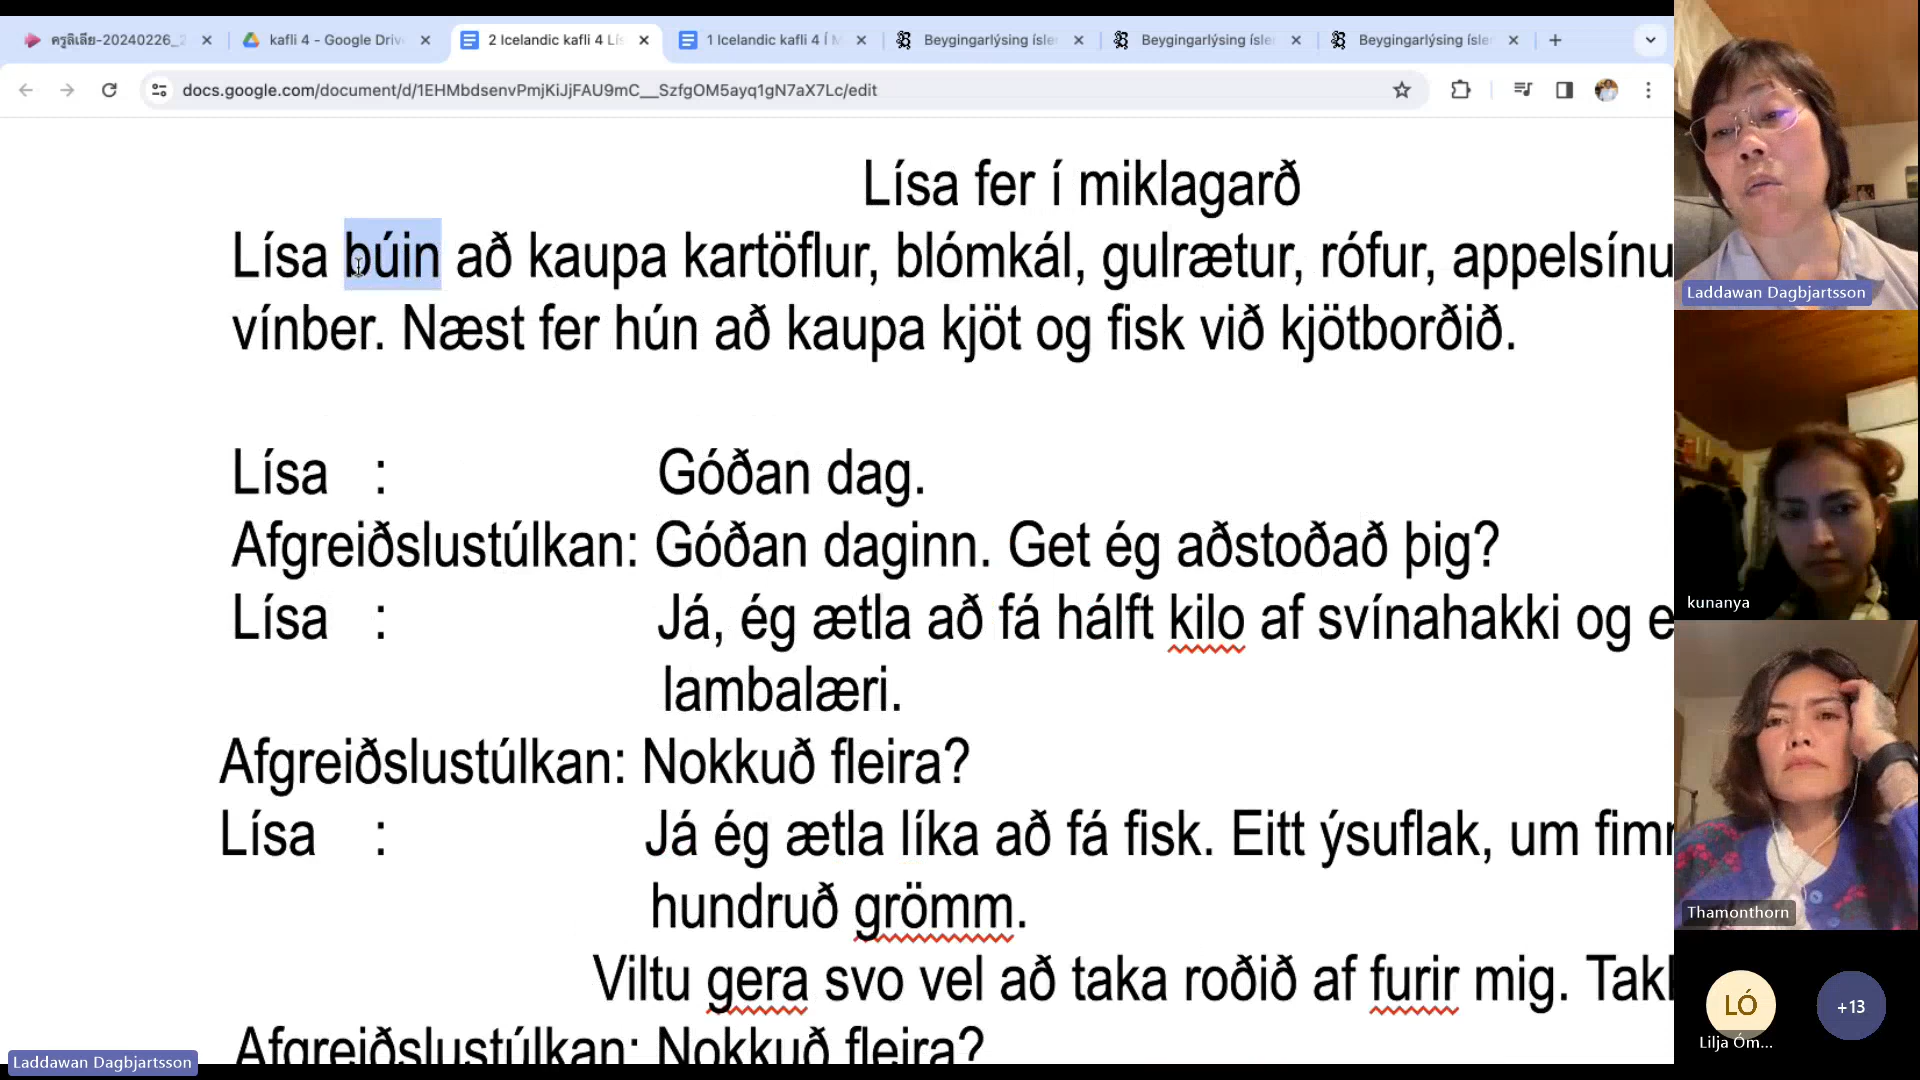 ครูลิเลีย-20240226_2
kafli 4 - Google Driv
2 Icelandic kafli 4 Lís
1 Icelandic kafli 4 Í M
Beygingarlýsing ísle
Beygingarlýsing ísle
Beygingarlýsing ísle
docs.google.com/document/d/1EHMbdsenvPmjKiJjFAU9mC__SzfgOM5ayq1gN7aX7Lc/edit
Lísa fer í miklagarð
Lísa búin að kaupa kartöflur, blómkál, gulrætur, rófur, appelsínu
vínber. Næst fer hún að kaupa kjöt og fisk við kjötborðið.
Lísa : Góðan dag.
Afgreiðslustúlkan: Góðan daginn. Get ég aðstoðað þig?
Lísa : Já, ég ætla að fá hálft kilo af svínahakki og e
lambalæri.
Afgreiðslustúlkan: Nokkuð fleira?
Lísa : Já ég ætla líka að fá fisk. Eitt ýsuflak, um fim
hundruð grömm.
Viltu gera svo vel að taka roðið af furir mig. Takk
Afgreiðslustúlkan: Nokkuð fleira?
Laddawan Dagbjartsson
Laddawan Dagbjartsson
kunanya
Thamonthorn
LÓ
+13
Lilja Óm...